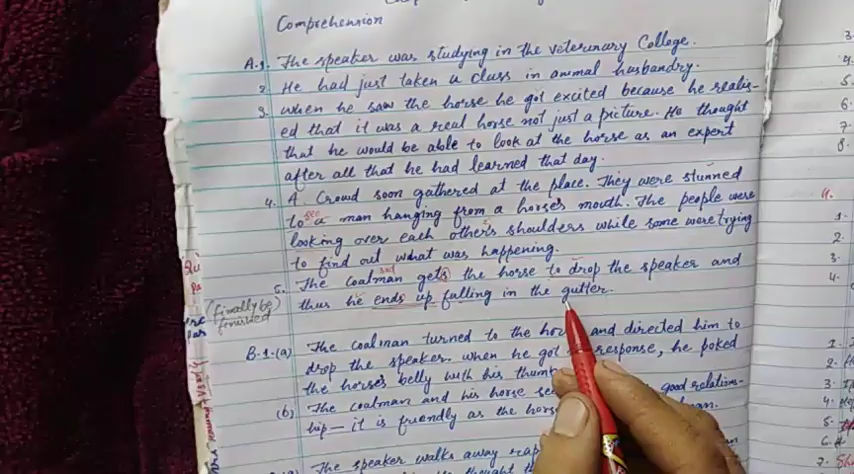 Comprehension
A.1. The speaker was studying in the veterunary College.
2. He had just taken a class in animal husbandry.
3. when he saw the horse he got excited because he realis-
ed that it was a real horse not just a picture. He thought
that he would be able to look at the horse as an expert
after all that he had learned that day.
4. A Crowd soon gathered at the place. They were stunned
to see a man hanging from a horse's mouth. The people were
looking over each other's shoulders while some were trying
to find out what was happening.
5. The coalman gets the horse to drop the speaker and
thus he ends up falling in the gutter.
(finally be)
finished
B.1.(a) The coalman turned to the and directed him to
drop the speaker. when he got response, he poked
the horse's belly with his
(b) The coalman and his horse good relations-
hip— it is friendly as the
The speaker walks away